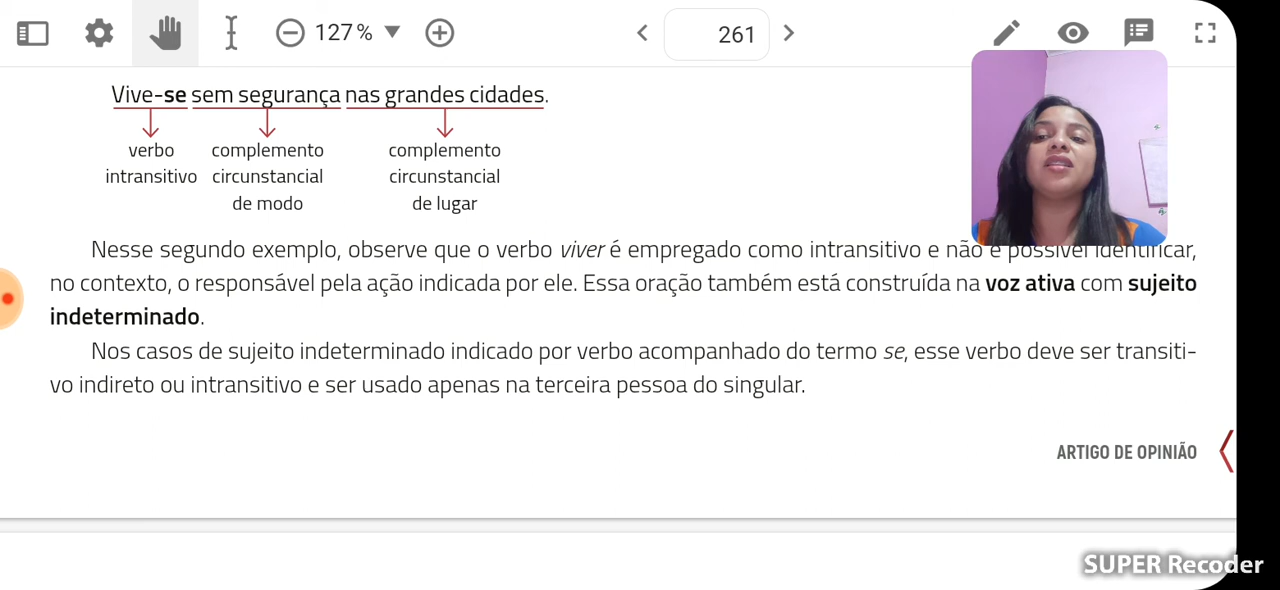 127%
261
Vive-se sem segurança nas grandes cidades.
verbo complemento complemento
intransitivo circunstancial circunstancial
de modo de lugar
Nesse segundo exemplo, observe que o verbo viver é empregado como intransitivo e não é possível identificar,
no contexto, o responsável pela ação indicada por ele. Essa oração também está construída na voz ativa com sujeito
indeterminado.
Nos casos de sujeito indeterminado indicado por verbo acompanhado do termo se, esse verbo deve ser transiti-
vo indireto ou intransitivo e ser usado apenas na terceira pessoa do singular.
ARTIGO DE OPINIÃO
SUPER Recoder